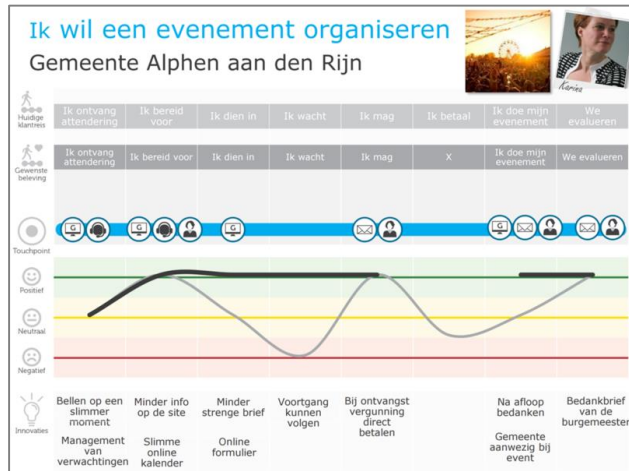 Ik wil een evenement organiseren
Gemeente Alphen aan den Rijn
Karina
Huidige
klantreis
Ik ontvang
attendering
Ik bereid
voor
Ik dien in
Ik wacht
Ik mag
Ik betaal
Ik doe mijn
evenement
We
evalueren
Gewenste
beleving
Ik ontvang
attendering
Ik bereid voor
Ik dien in
Ik wacht
Ik mag
X
Ik doe mijn
evenement
We evalueren
Touchpoint
G
G
G
G
Positief
Neutraal
Negatief
Innovaties
Bellen op een
slimmer
moment
Management
van
verwachtingen
Minder info
op de site
Slimme
online
kalender
Minder
strenge brief
Online
formulier
Voortgang
kunnen
volgen
Bij ontvangst
vergunning
direct
betalen
Na afloop
bedanken
Gemeente
aanwezig bij
event
Bedankbrief
van de
burgemeester